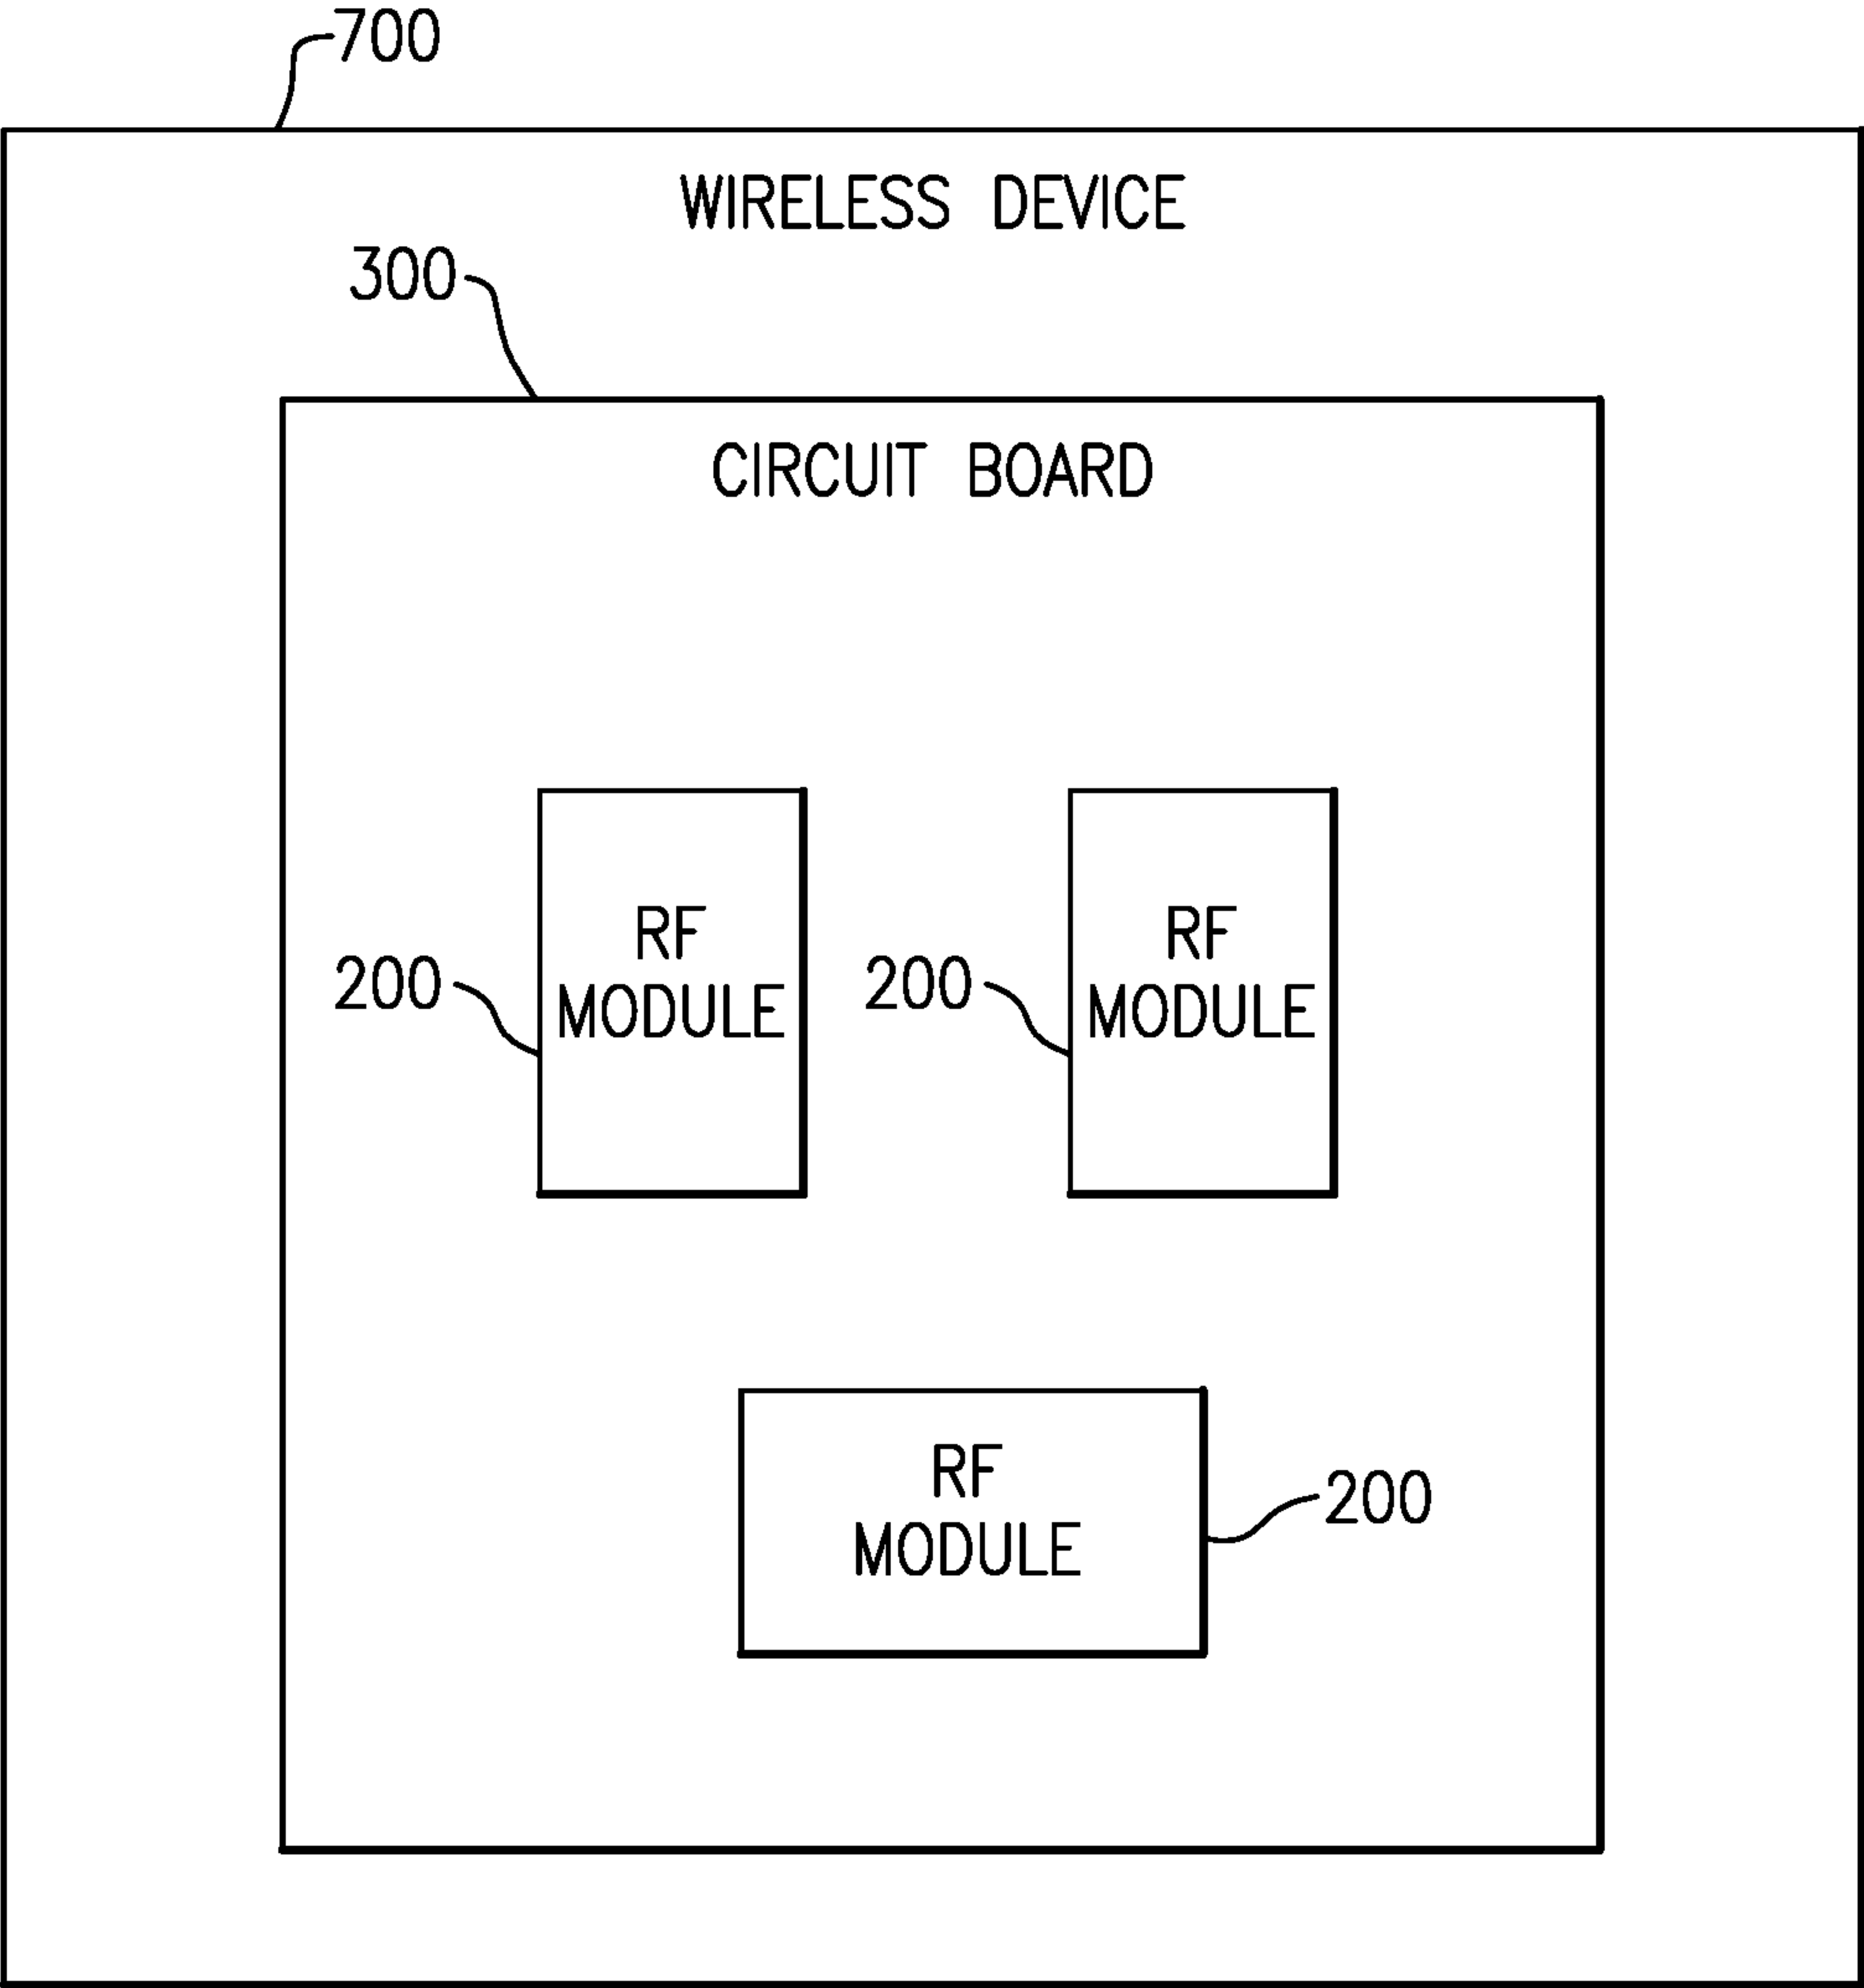 700
WIRELESS DEVICE
300
CIRCUIT BOARD
RF
MODULE
200
RF
MODULE
200
RF
MODULE
200